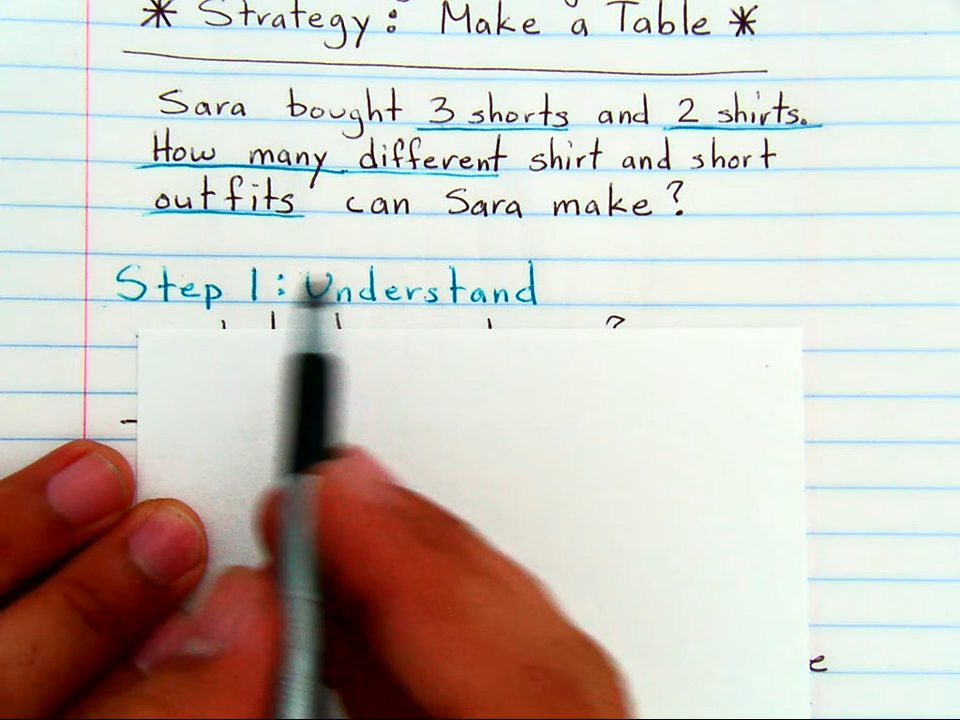 * Strategy: Make a Table *
Sara bought 3 shorts and 2 shirts.
How many different shirt and short
outfits can Sara make?
Step 1: Understand